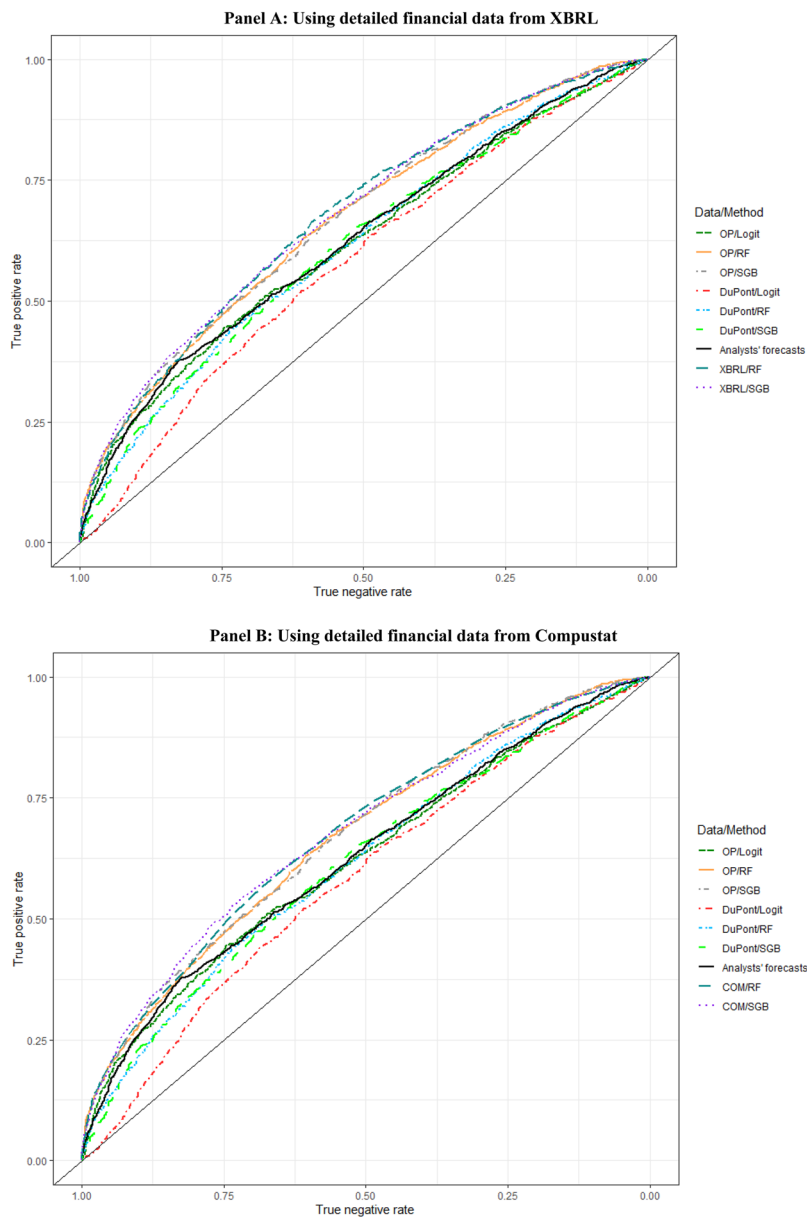 Panel A: Using detailed financial data from XBRL
1.00
0.75
0.50
0.25
0.00
True positive rate
1.00
0.75
0.50
0.25
0.00
True negative rate
Data/Method
OP/Logit
OP/RF
OP/SGB
DuPont/Logit
DuPont/RF
DuPont/SGB
Analysts' forecasts
XBRL/RF
XBRL/SGB
Panel B: Using detailed financial data from Compustat
1.00
0.75
0.50
0.25
0.00
True positive rate
1.00
0.75
0.50
0.25
0.00
True negative rate
Data/Method
OP/Logit
OP/RF
OP/SGB
DuPont/Logit
DuPont/RF
DuPont/SGB
Analysts' forecasts
COM/RF
COM/SGB